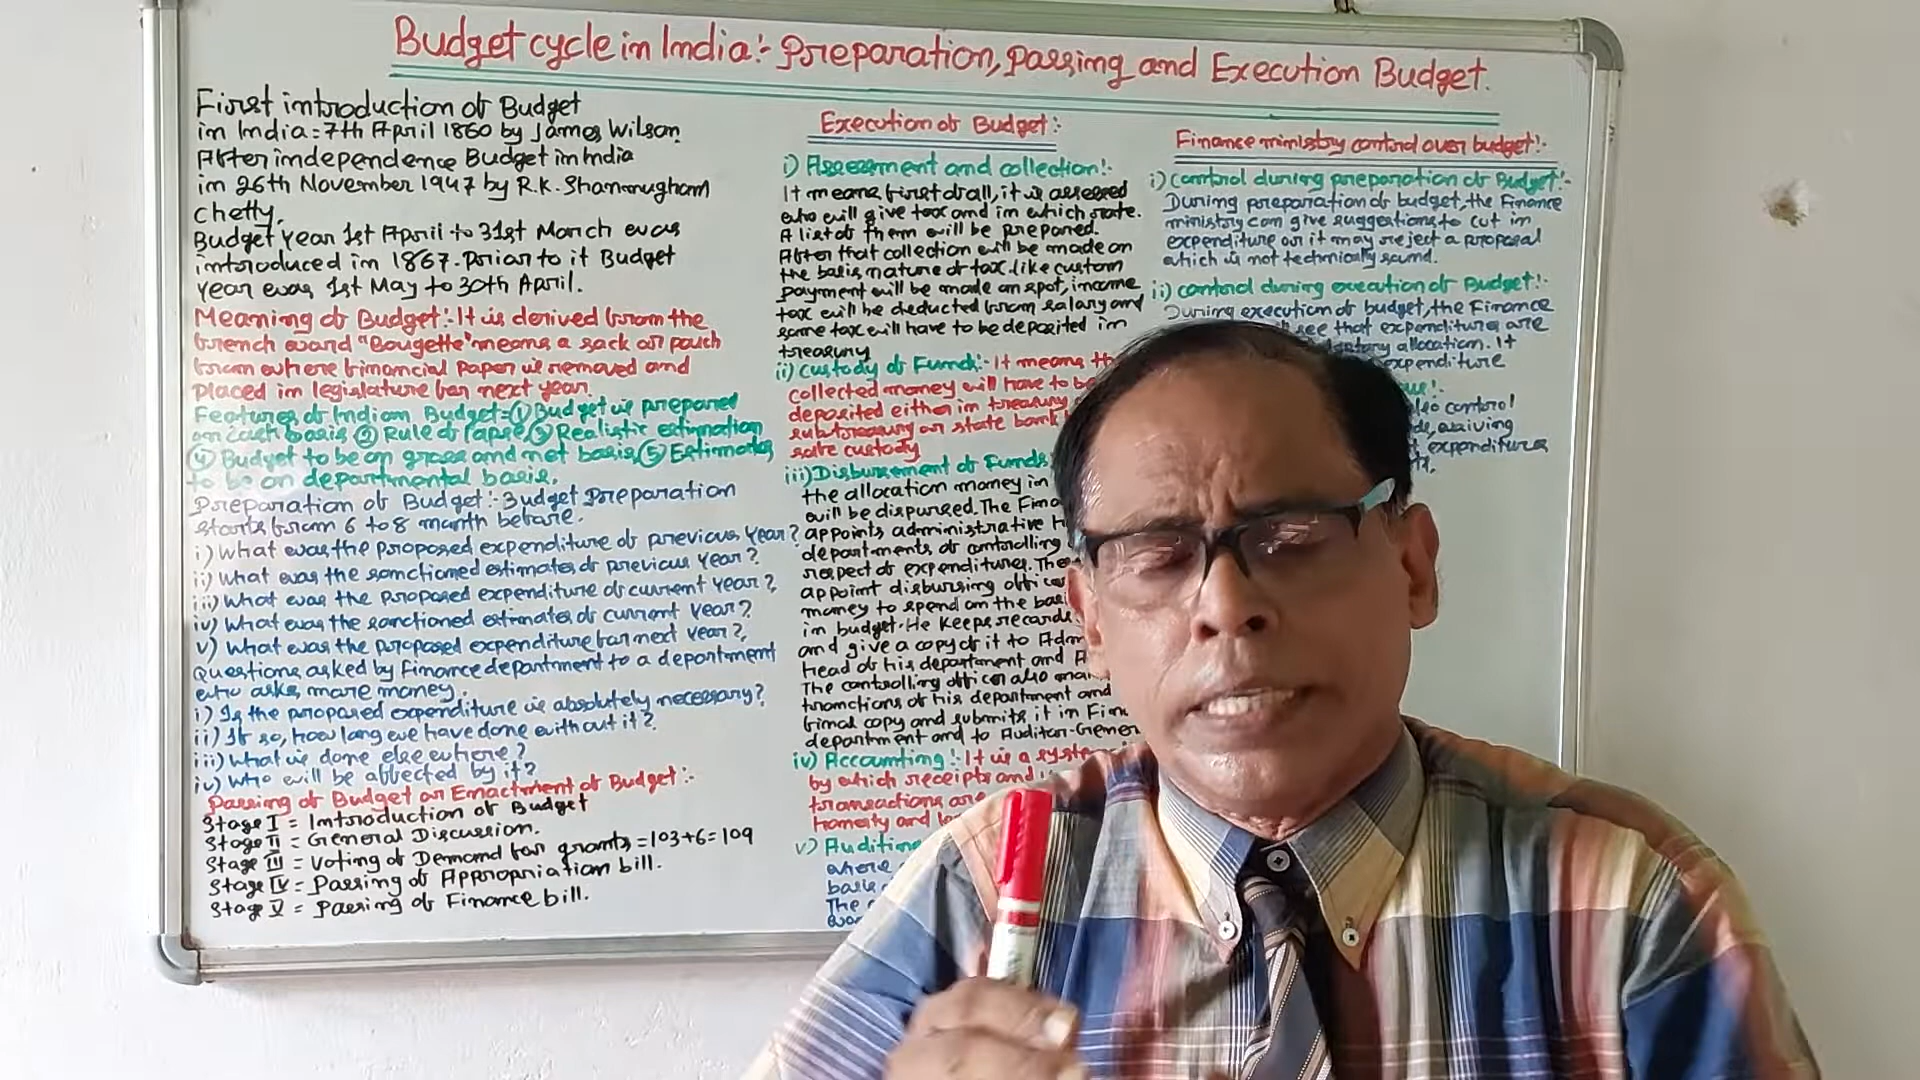 Budget cycle in India:- Preparation, Passing and Execution Budget.
First introduction of Budget
in India = 7th April 1860 by James Wilson.
After independence Budget in India
in 26th November 1947 by R.K. Shanmugham
chetty.
Budget year 1st April to 31st March was
introduced in 1867. Prior to it Budget
year was 1st May to 30th April.
Meaning of Budget:- It is derived from the
french word "Bougette" means a sack or pouch
from where financial paper is removed and
placed in legislature for next year.
Features of Indian Budget= ① Budget is prepared
on cash basis ② Rule of lapse, ③ Realistic estimation
④ Budget to be on gross and net basis, ⑤ Estimates
to be on departmental basis.
Preparation of Budget:- Budget preparation
starts from 6 to 8 month before.
i) What was the proposed expenditure of previous year?
ii) What was the sanctioned estimates of previous year?
iii) What was the proposed expenditure of current year?
iv) What was the sanctioned estimates of current year?
v) What was the proposed expenditure for next year?
Questions asked by Finance department to a department
who asks more money.
i) Is the proposed expenditure is absolutely necessary?
ii) If so, how long we have done without it?
iii) What is done elsewhere?
iv) Who will be affected by it?
Passing of Budget or Enactment of Budget:-
Stage I = Introduction of Budget
Stage II = General Discussion.
Stage III = Voting of Demand for grants = 103+6=109
Stage IV = Passing of Appropriation bill.
Stage V = Passing of Finance bill.
Execution of Budget:
i) Assessment and collection:-
It means first of all, it is assessed
who will give tax and in which state.
A list of them will be prepared.
After that collection will be made on
the basis nature of tax. like custom
payment will be made on spot, income
tax will be deducted from salary and
some tax will have to be deposited in
treasury
ii) Custody of Fund:- It means
collected money will have to be
deposited either in treasury
subtreasury or state bank
safe custody
iii) Disbursement of Funds
the allocation money in
will be dispursed. The
appoints administrative
departments of controlling
respect of expenditures.
appoint disbursing
money to spend on the
in budget. He keeps
and give a copy of it to
head of his department and
The controlling officer also
tranctions of his department and
final copy and submits it in
department and to Auditor-General
iv) Accounting:- It is a
by which receipts and
transactions are
honesty and
v)
where
basis
The
Finance ministry control over budget:-
i) control during preparation of Budget:-
During preparation of budget, the Finance
ministry can give suggestions to cut in
expenditure or it may reject a proposal
which is not technically sound.
ii) control during execution of Budget:-
During execution of budget, the Finance
see that expenditure are
allocation. It
expenditure
also control
waiving
expenditures